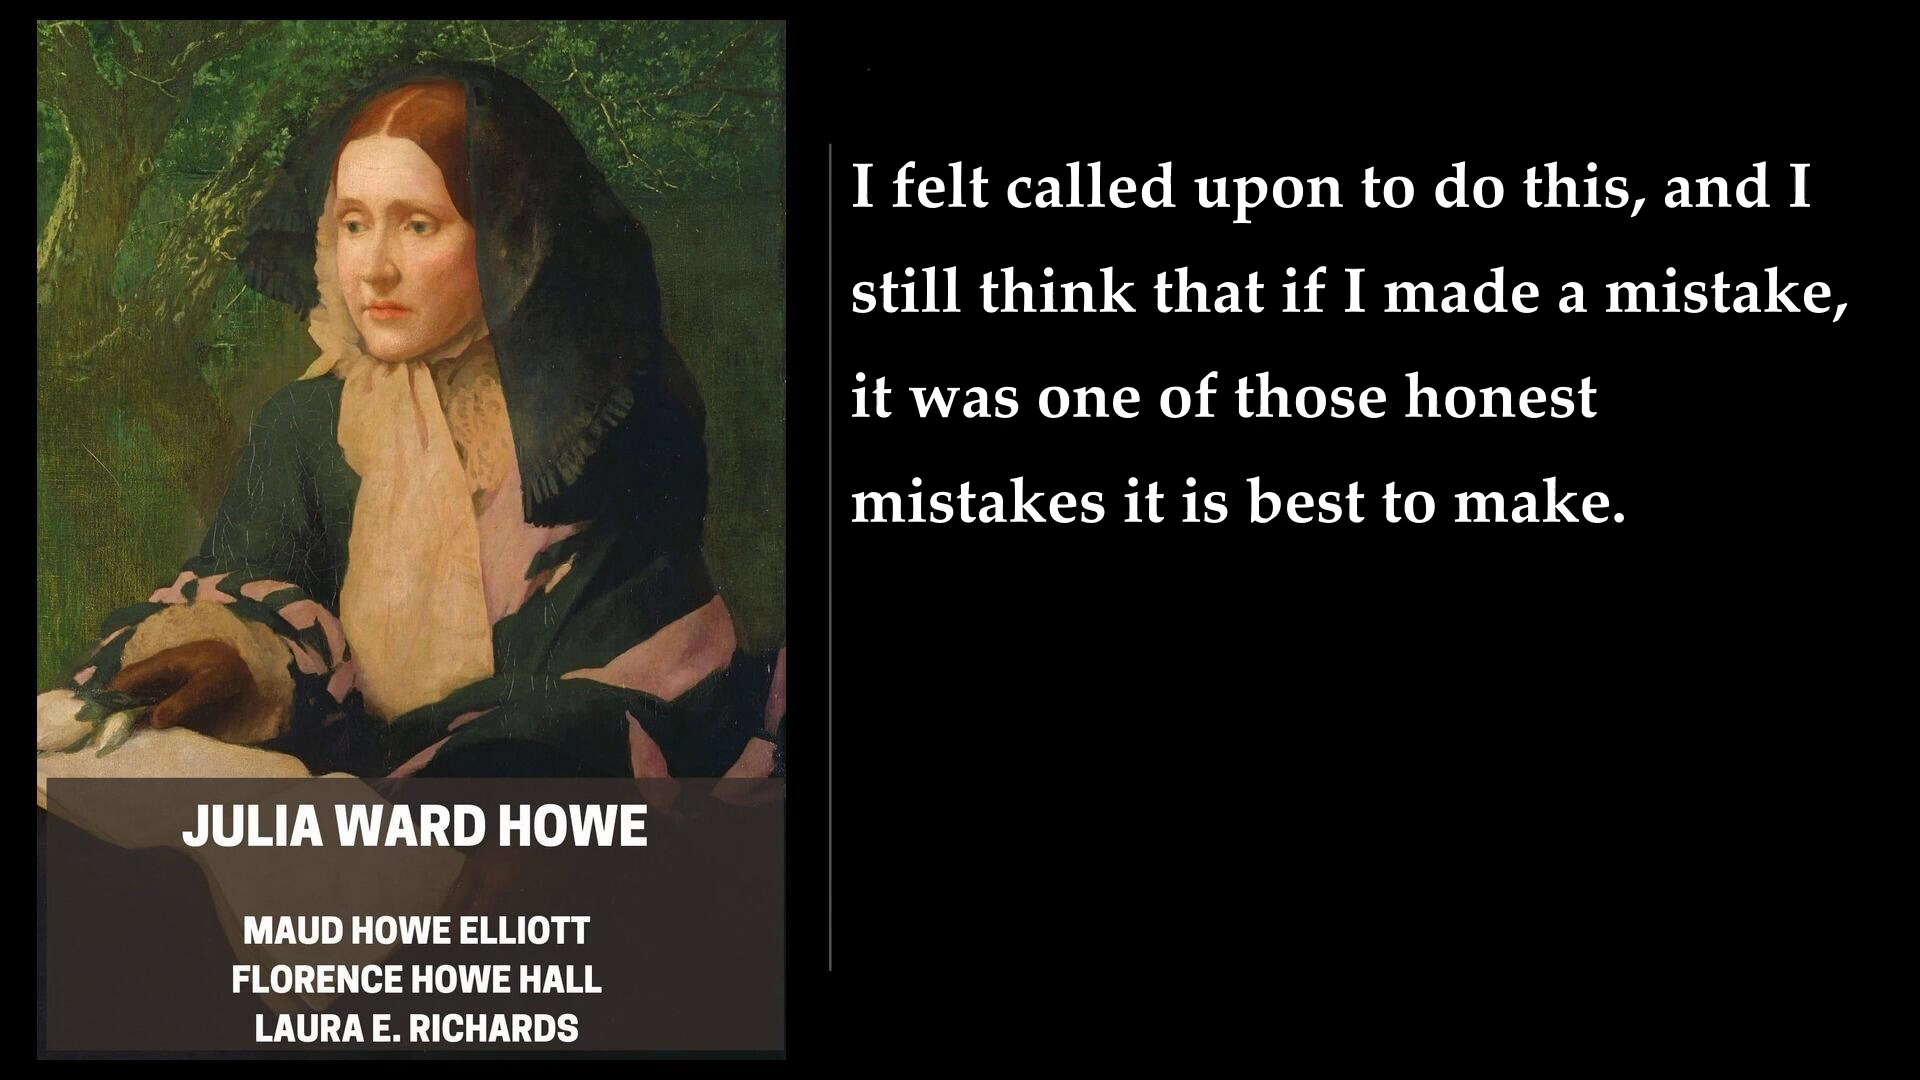 JULIA WARD HOWE
MAUD HOWE ELLIOTT
FLORENCE HOWE HALL
LAURA E. RICHARDS
I felt called upon to do this, and I
still think that if I made a mistake,
it was one of those honest
mistakes it is best to make.